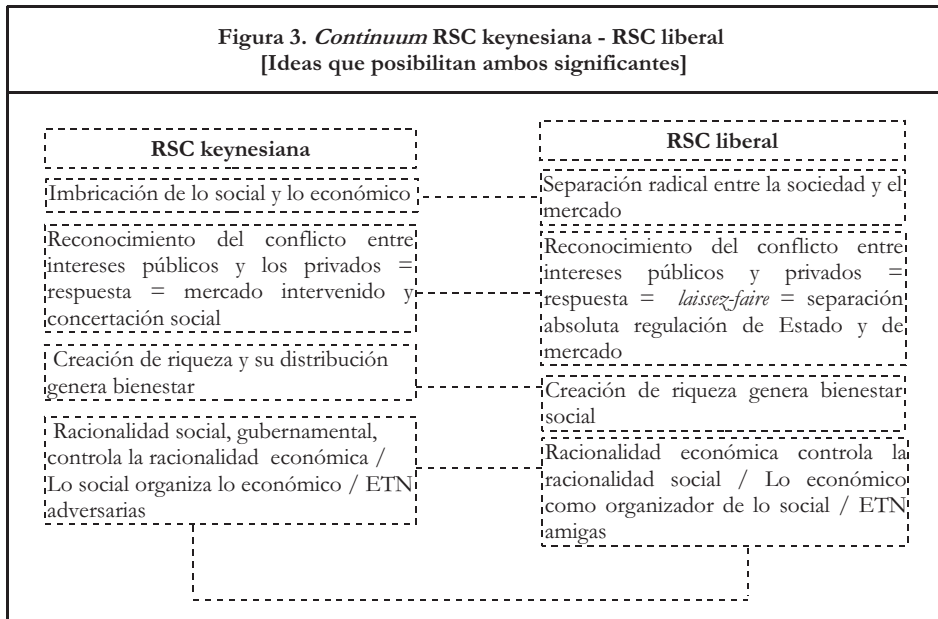 Figura 3. Continuum RSC keynesiana - RSC liberal
[Ideas que posibilitan ambos significantes]
RSC keynesiana
Imbricación de lo social y lo económico
Reconocimiento del conflicto entre
intereses públicos y los privados =
respuesta = mercado intervenido y
concertación social
Creación de riqueza y su distribución
genera bienestar
Racionalidad social, gubernamental,
controla la racionalidad económica /
Lo social organiza lo económico / ETN
adversarias
RSC liberal
Separación radical entre la sociedad y el
mercado
Reconocimiento del conflicto entre
intereses públicos y privados =
respuesta = laissez-faire = separación
absoluta regulación de Estado y de
mercado
Creación de riqueza genera bienestar
social
Racionalidad económica controla la
racionalidad social / Lo económico
como organizador de lo social / ETN
amigas